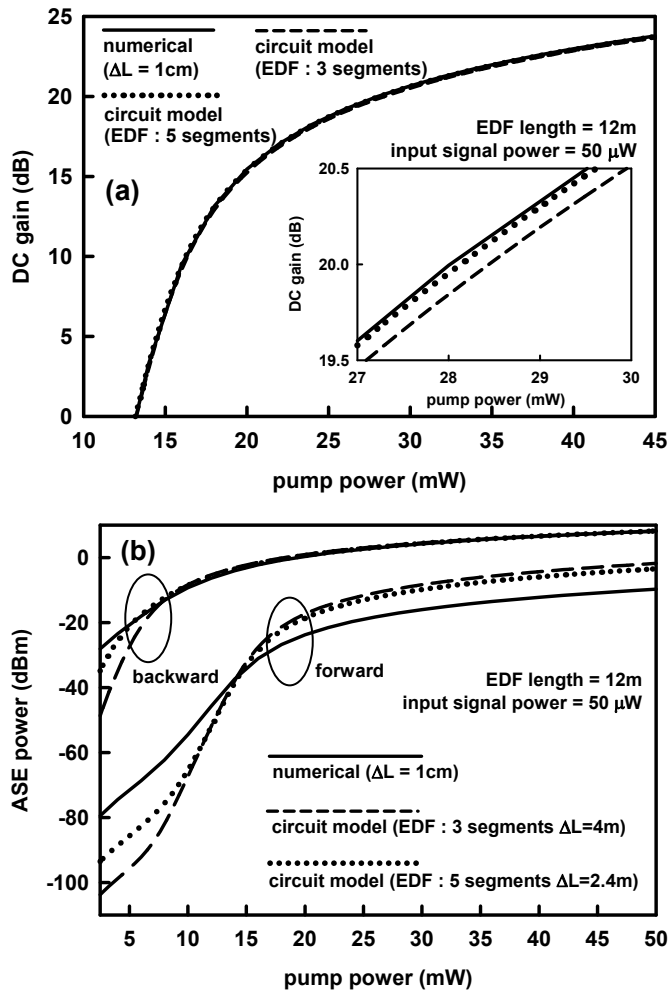 25
20
15
10
5
0
DC gain (dB)
numerical
(ΔL = 1cm)
circuit model
(EDF : 3 segments)
circuit model
(EDF : 5 segments)
(a)
EDF length = 12m
input signal power = 50 μW
20.5
20.0
19.5
DC gain (dB)
27 28 29 30
pump power (mW)
10 15 20 25 30 35 40 45
pump power (mW)
(b)
0
-20
-40
-60
-80
-100
ASE power (dBm)
backward
forward
EDF length = 12m
input signal power = 50 μW
numerical (ΔL = 1cm)
circuit model (EDF : 3 segments ΔL=4m)
circuit model (EDF : 5 segments ΔL=2.4m)
5 10 15 20 25 30 35 40 45 50
pump power (mW)